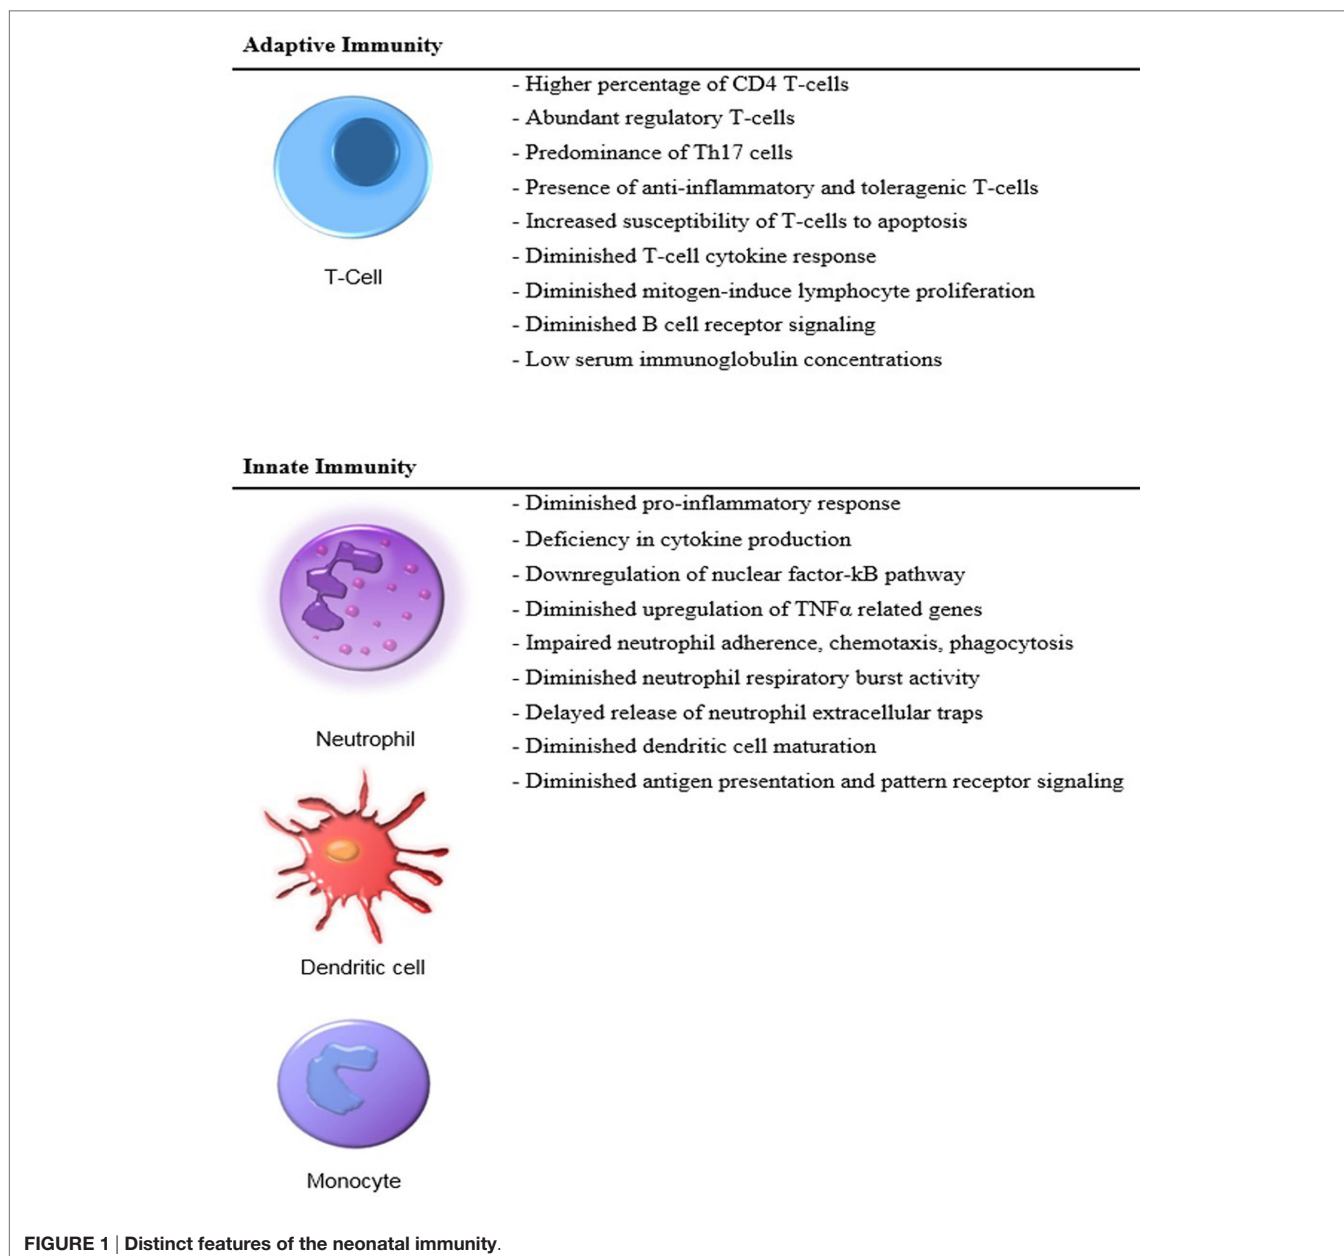 Adaptive Immunity
- Higher percentage of CD4 T-cells
- Abundant regulatory T-cells
- Predominance of Th17 cells
- Presence of anti-inflammatory and toleragenic T-cells
- Increased susceptibility of T-cells to apoptosis
- Diminished T-cell cytokine response
- Diminished mitogen-induce lymphocyte proliferation
- Diminished B cell receptor signaling
- Low serum immunoglobulin concentrations
T-Cell
Innate Immunity
- Diminished pro-inflammatory response
- Deficiency in cytokine production
- Downregulation of nuclear factor-kB pathway
- Diminished upregulation of TNFα related genes
- Impaired neutrophil adherence, chemotaxis, phagocytosis
- Diminished neutrophil respiratory burst activity
- Delayed release of neutrophil extracellular traps
- Diminished dendritic cell maturation
- Diminished antigen presentation and pattern receptor signaling
Neutrophil
Dendritic cell
Monocyte
FIGURE 1 | Distinct features of the neonatal immunity.